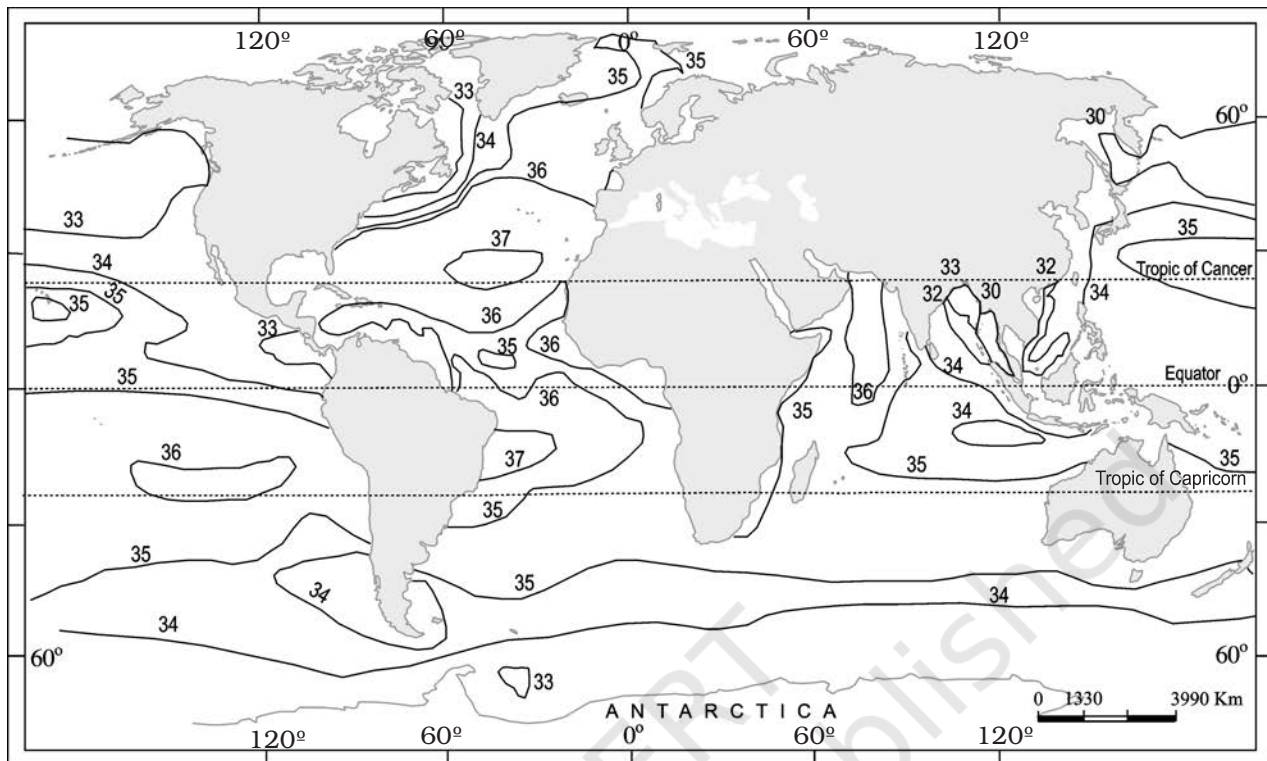 120º 60º 0º 60º 120º
35 35
33
30 60º
34
36
33
35
37
34 33 32 Tropic of Cancer
35 35 32 30 34
36
33 35 36 34
35 36 35 36 34 Equator 0º
36 37 35 35
Tropic of Capricorn
35
35 35
34 34
34
60º 60º
33
0 1330 3990 Km
ANTARCTICA
120º 60º 0º 60º 120º